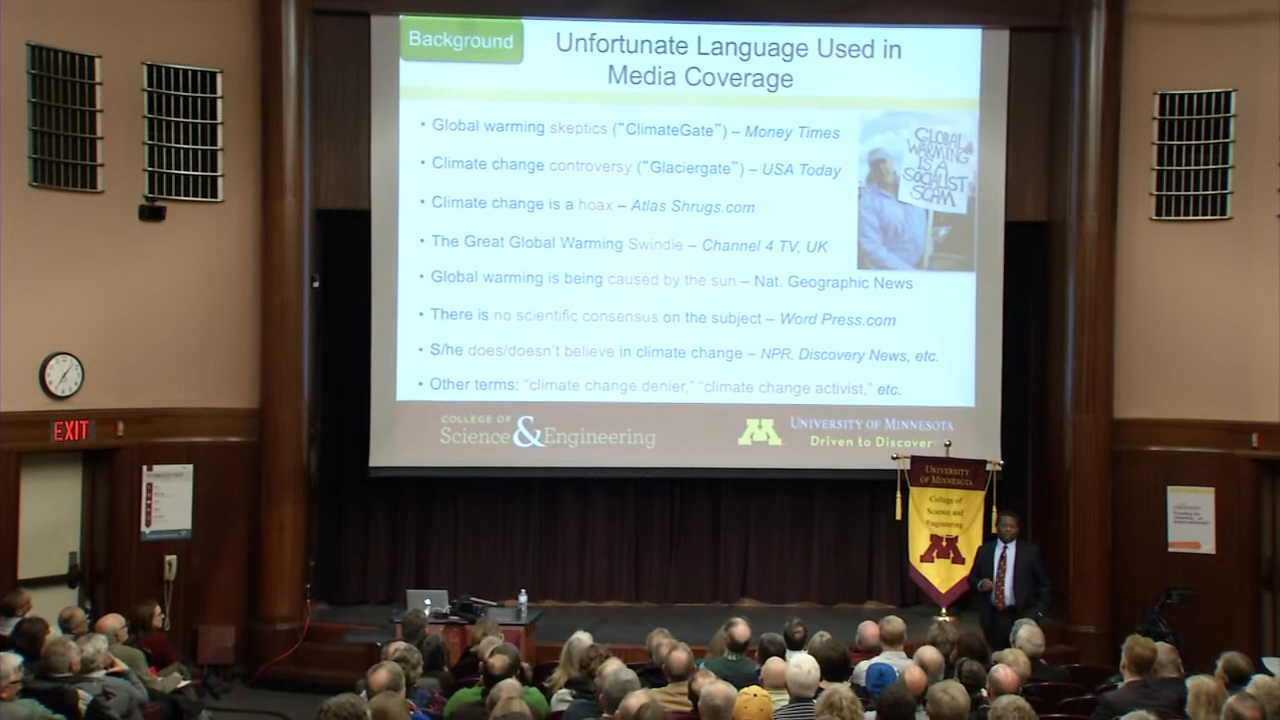 Background
Unfortunate Language Used in
Media Coverage
• Global warming skeptics ("ClimateGate") – Money Times
• Climate change controversy ("Glaciergate") – USA Today
• Climate change is a hoax – Atlas Shrugs.com
• The Great Global Warming Swindle – Channel 4 TV, UK
• Global warming is being caused by the sun – Nat. Geographic News
• There is no scientific consensus on the subject – Word Press.com
• S/he does/doesn't believe in climate change – NPR, Discovery News, etc.
• Other terms: "climate change denier," "climate change activist," etc.
GLOBAL
WARMING
IS A
SOCIALIST
SCAM
COLLEGE OF
Science & Engineering
M
UNIVERSITY OF MINNESOTA
Driven to Discover
EXIT
UNIVERSITY
OF MINNESOTA
College of
Science and
Engineering
M